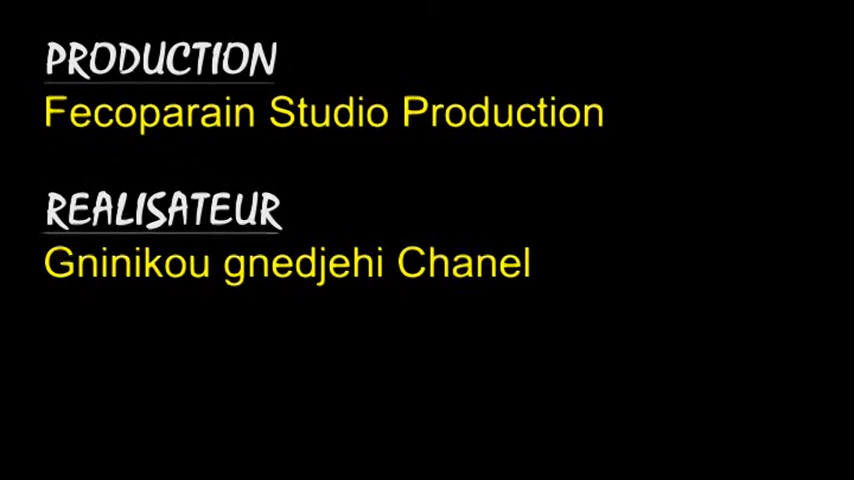 PRODUCTION
Fecoparain Studio Production
REALISATEUR
Gninikou gnedjehi Chanel